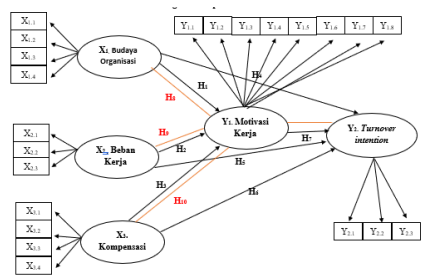 Y1.1 Y1.2 Y1.3 Y1.4 Y1.5 Y1.6 Y1.7 Y1.8
X1.1
X1.2
X1.3
X1.4
X1. Budaya
Organisasi
H4
H1
H8
Y1. Motivasi
Kerja
Y2. Turnover
intention
H9
H2
H7
H5
X2.1
X2.2
X2.3
X2. Beban
Kerja
H3
H10
X3.1
X3.2
X3.3
X3.4
X3.
Kompensasi
Y2.1 Y2.2 Y2.3